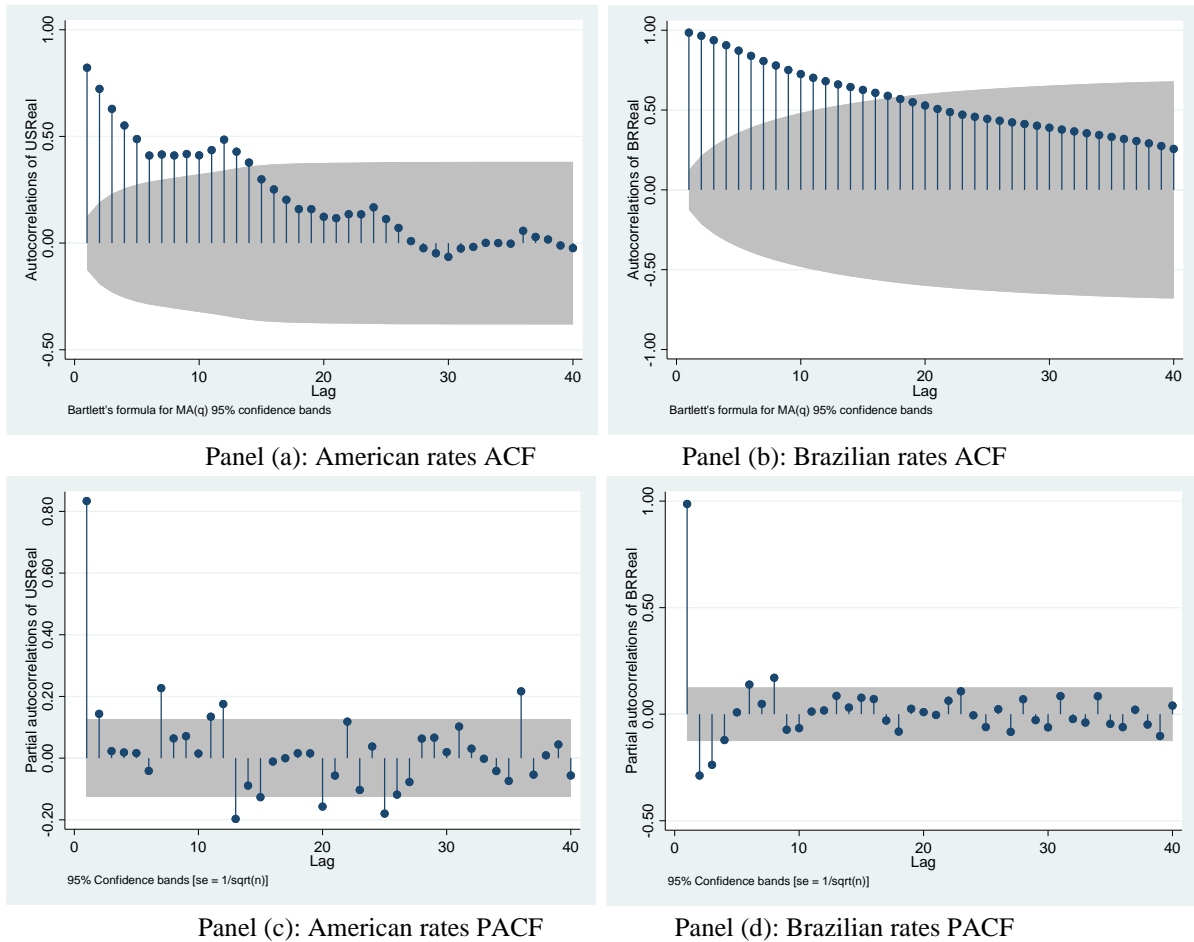 Autocorrelations of USReal
1.00
0.50
0.00
-0.50
0
10
20
30
40
Lag
Bartlett's formula for MA(q) 95% confidence bands
Autocorrelations of BRReal
1.00
0.50
0.00
-0.50
-1.00
0
10
20
30
40
Lag
Bartlett's formula for MA(q) 95% confidence bands
Panel (a): American rates ACF
Panel (b): Brazilian rates ACF
Partial autocorrelations of USReal
0.80
0.60
0.40
0.20
0.00
-0.20
0
10
20
30
40
Lag
95% Confidence bands [se = 1/sqrt(n)]
Partial autocorrelations of BRReal
1.00
0.50
0.00
-0.50
0
10
20
30
40
Lag
95% Confidence bands [se = 1/sqrt(n)]
Panel (c): American rates PACF
Panel (d): Brazilian rates PACF